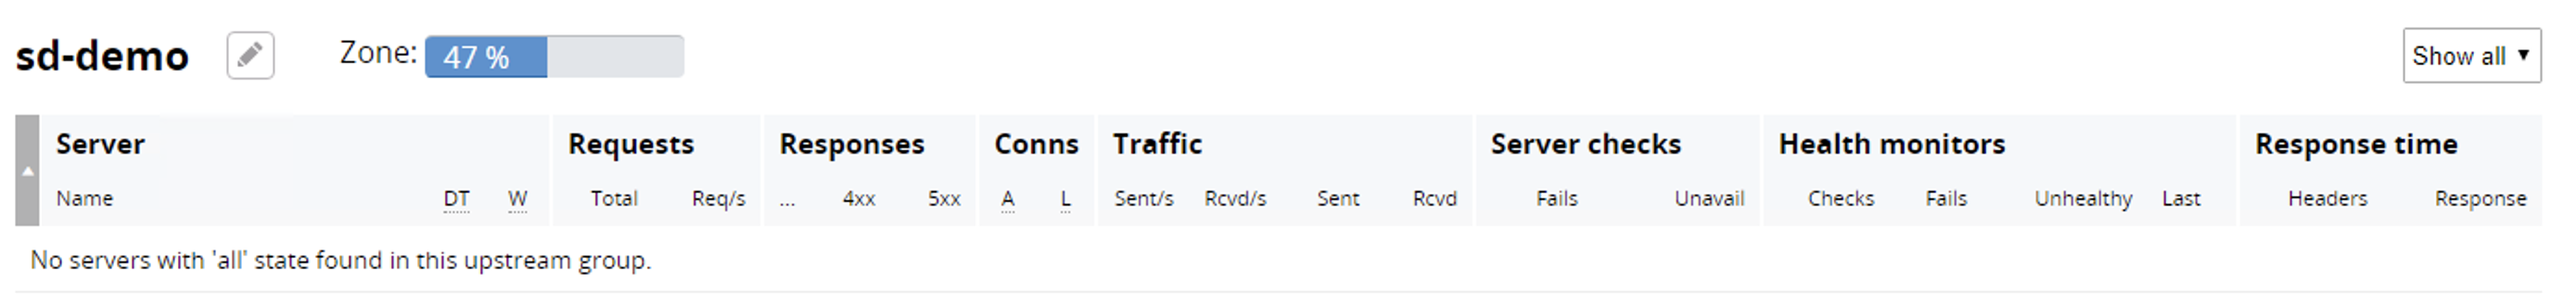 sd-demo Zone: 47 % Show all ▼
Server Requests Responses Conns Traffic Server checks Health monitors Response time
Name DT W Total Req/s ... 4xx 5xx A L Sent/s Rcvd/s Sent Rcvd Fails Unavail Checks Fails Unhealthy Last Headers Response
No servers with 'all' state found in this upstream group.